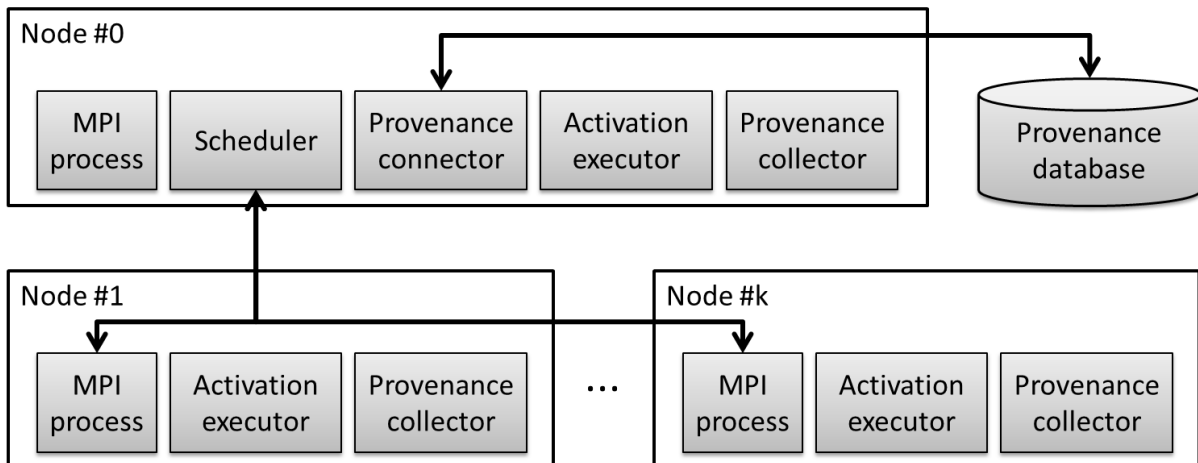 Node #0
MPI
process
Scheduler
Provenance
connector
Activation
executor
Provenance
collector
Provenance
database
Node #1
MPI
process
Activation
executor
Provenance
collector
...
Node #k
MPI
process
Activation
executor
Provenance
collector